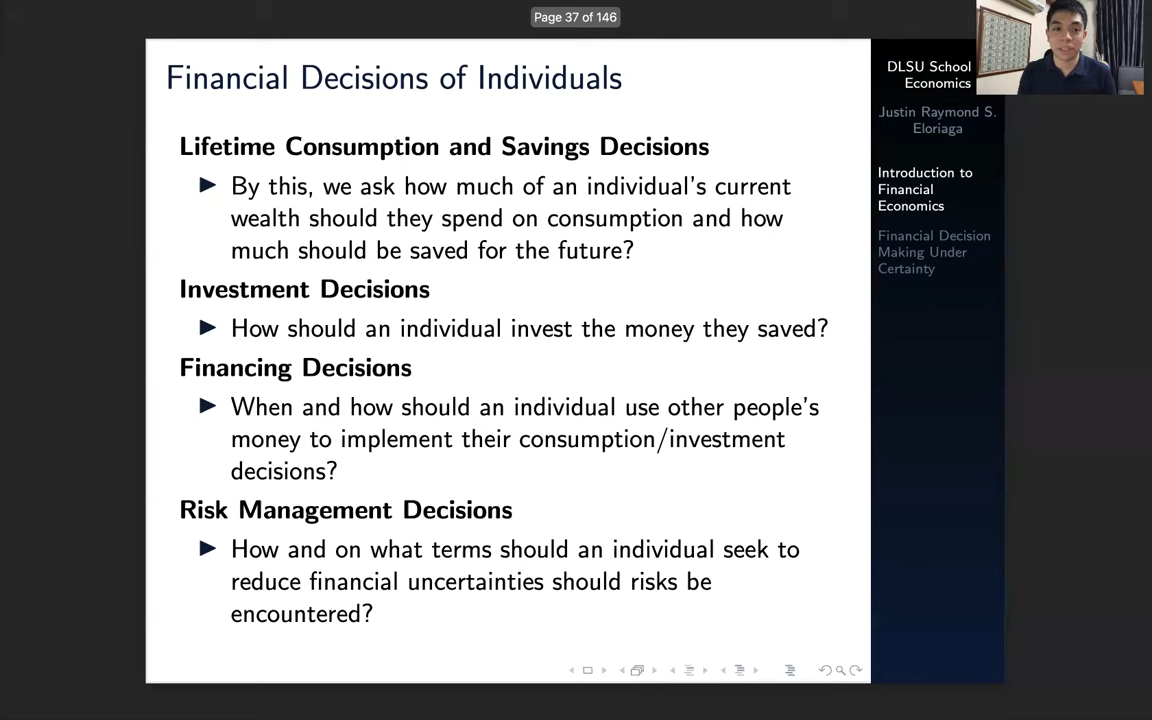 Page 37 of 146
Financial Decisions of Individuals
Lifetime Consumption and Savings Decisions
By this, we ask how much of an individual's current
wealth should they spend on consumption and how
much should be saved for the future?
Investment Decisions
How should an individual invest the money they saved?
Financing Decisions
When and how should an individual use other people's
money to implement their consumption/investment
decisions?
Risk Management Decisions
How and on what terms should an individual seek to
reduce financial uncertainties should risks be
encountered?
DLSU School
Economics
Justin Raymond S.
Eloriaga
Introduction to
Financial
Economics
Financial Decision
Making Under
Certainty